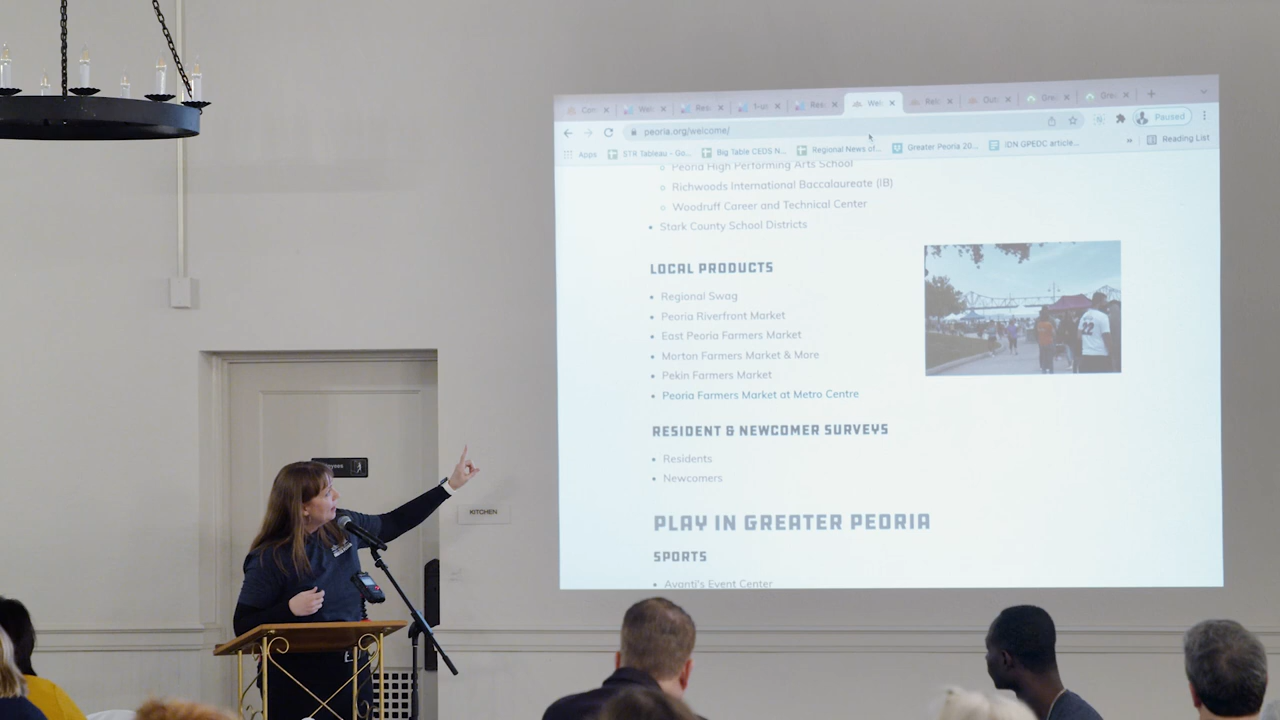 peoria.org/welcome/
Paused
Apps
STR Tableau - Go...
Big Table CEDS N...
Regional News of...
Greater Peoria 20...
iDN GPEDC article...
Reading List
Peoria High Performing Arts School
Richwoods International Baccalaureate (IB)
Woodruff Career and Technical Center
Stark County School Districts
LOCAL PRODUCTS
Regional Swag
Peoria Riverfront Market
East Peoria Farmers Market
Morton Farmers Market & More
Pekin Farmers Market
Peoria Farmers Market at Metro Centre
RESIDENT & NEWCOMER SURVEYS
Residents
Newcomers
PLAY IN GREATER PEORIA
SPORTS
Avanti's Event Center
22
KITCHEN